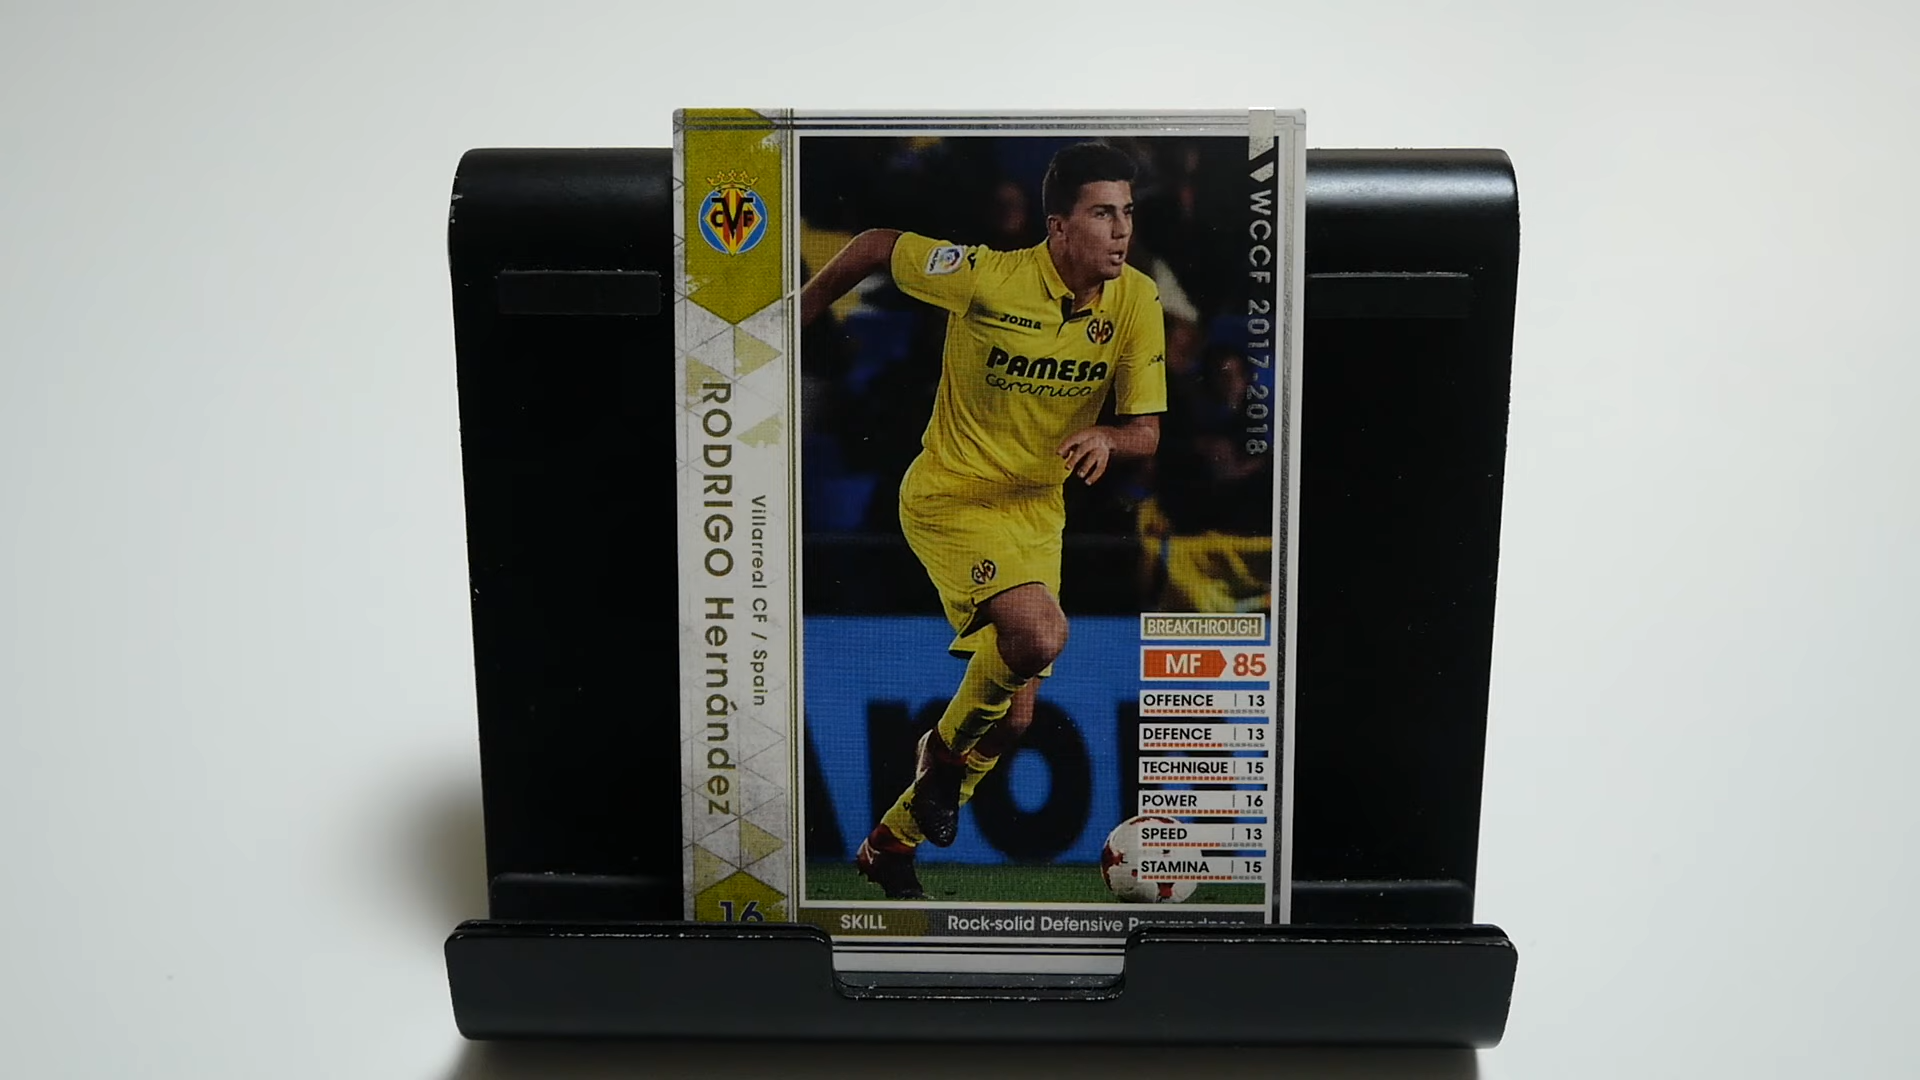 WCCF 2017-2018
RODRIGO Hernández
Villarreal CF / Spain
16
Joma
PAMESA
ceramica
BREAKTHROUGH
MF 85
OFFENCE 13
DEFENCE 13
TECHNIQUE 15
POWER 16
SPEED 13
STAMINA 15
SKILL Rock-solid Defensive Preparedness